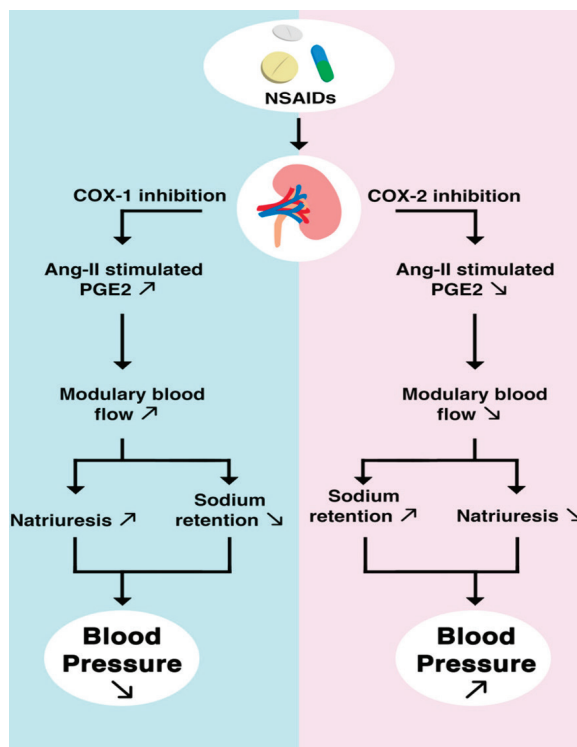 NSAIDs
COX-1 inhibition
Ang-II stimulated
PGE2 ↗
Modulary blood
flow ↗
Natriuresis ↗
Sodium
retention ↘
Blood
Pressure
↘
COX-2 inhibition
Ang-II stimulated
PGE2 ↘
Modulary blood
flow ↘
Sodium
retention ↗
Natriuresis ↘
Blood
Pressure
↗